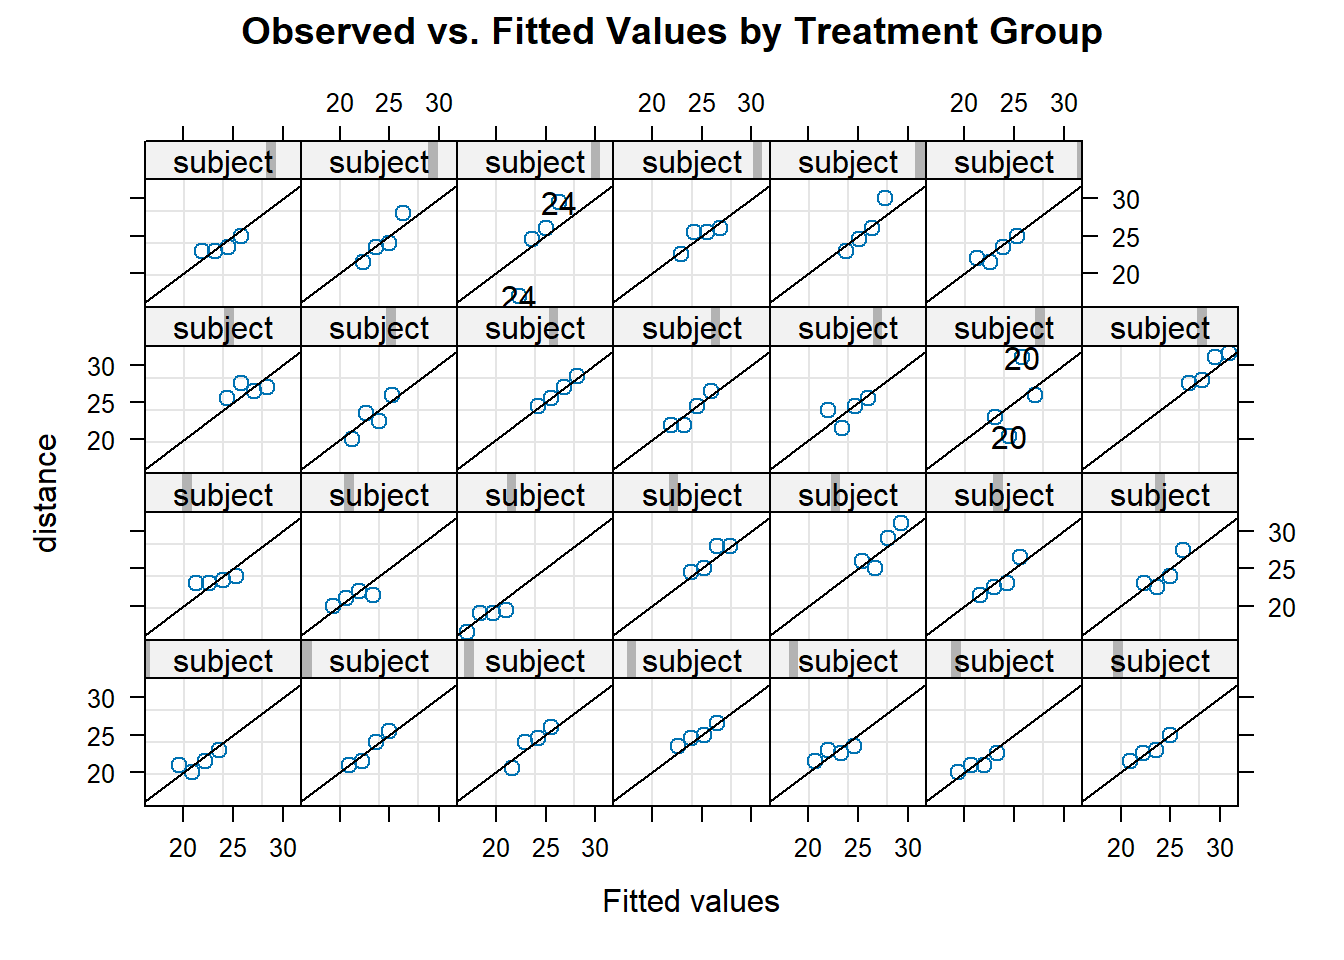 Observed vs. Fitted Values by Treatment Group
20 25 30 20 25 30 20 25 30
subject subject subject subject subject subject
24
30
25
20
24
subject subject subject subject subject subject subject
20
30
25
20
20
distance
subject subject subject subject subject subject subject
30
25
20
subject subject subject subject subject subject subject
30
25
20
20 25 30 20 25 30 20 25 30 20 25 30
Fitted values